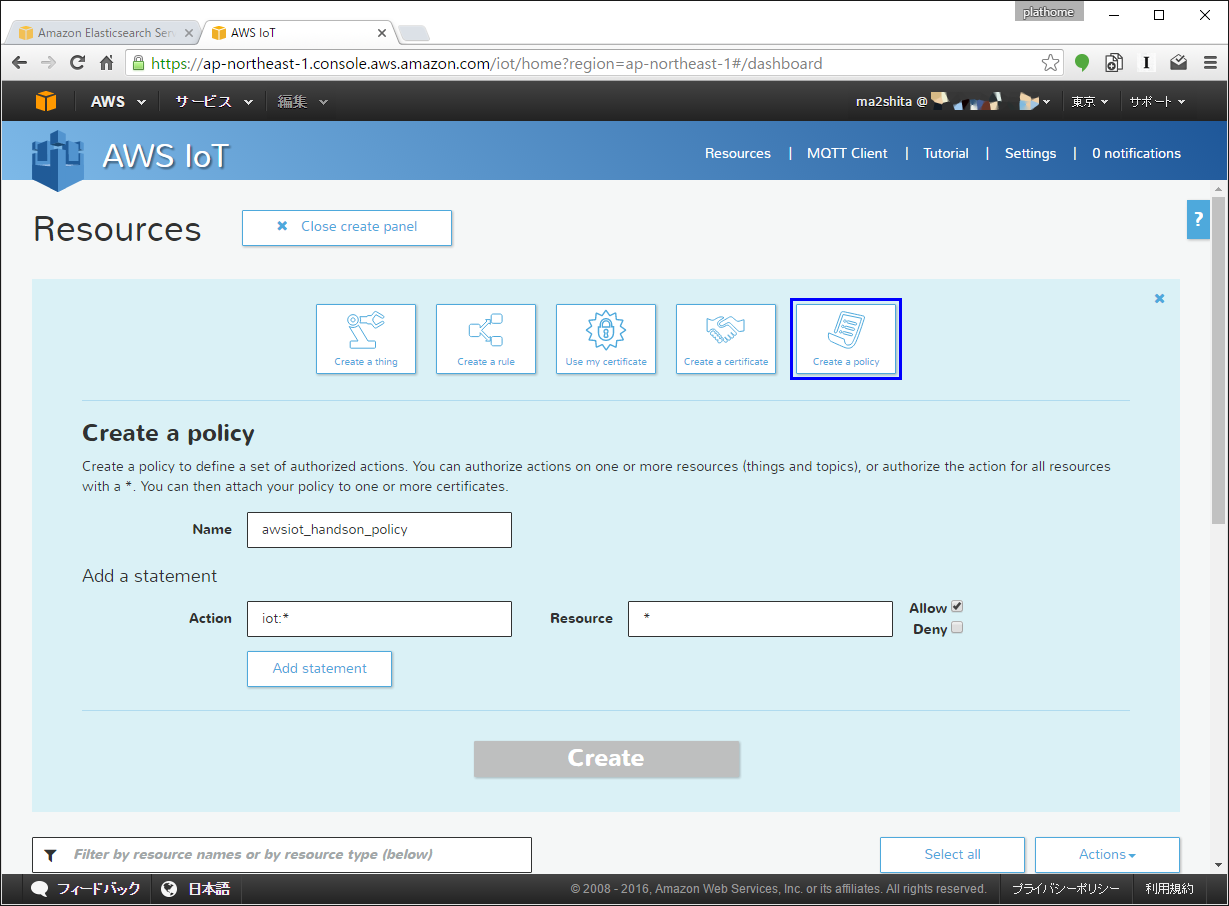 plathome
Amazon Elasticsearch Serv
AWS IoT
https://ap-northeast-1.console.aws.amazon.com/iot/home?region=ap-northeast-1#/dashboard
AWS サービス 編集 ma2shita @ 東京 サポート
AWS IoT
Resources | MQTT Client | Tutorial | Settings | 0 notifications
Resources
Close create panel
?
Create a thing
Create a rule
Use my certificate
Create a certificate
Create a policy
Create a policy
Create a policy to define a set of authorized actions. You can authorize actions on one or more resources (things and topics), or authorize the action for all resources
with a *. You can then attach your policy to one or more certificates.
Name awsiot_handson_policy
Add a statement
Action iot:* Resource * Allow
Deny
Add statement
Create
Filter by resource names or by resource type (below)
Select all
Actions
フィードバック 日本語 © 2008 - 2016, Amazon Web Services, Inc. or its affiliates. All rights reserved. プライバシーポリシー 利用規約